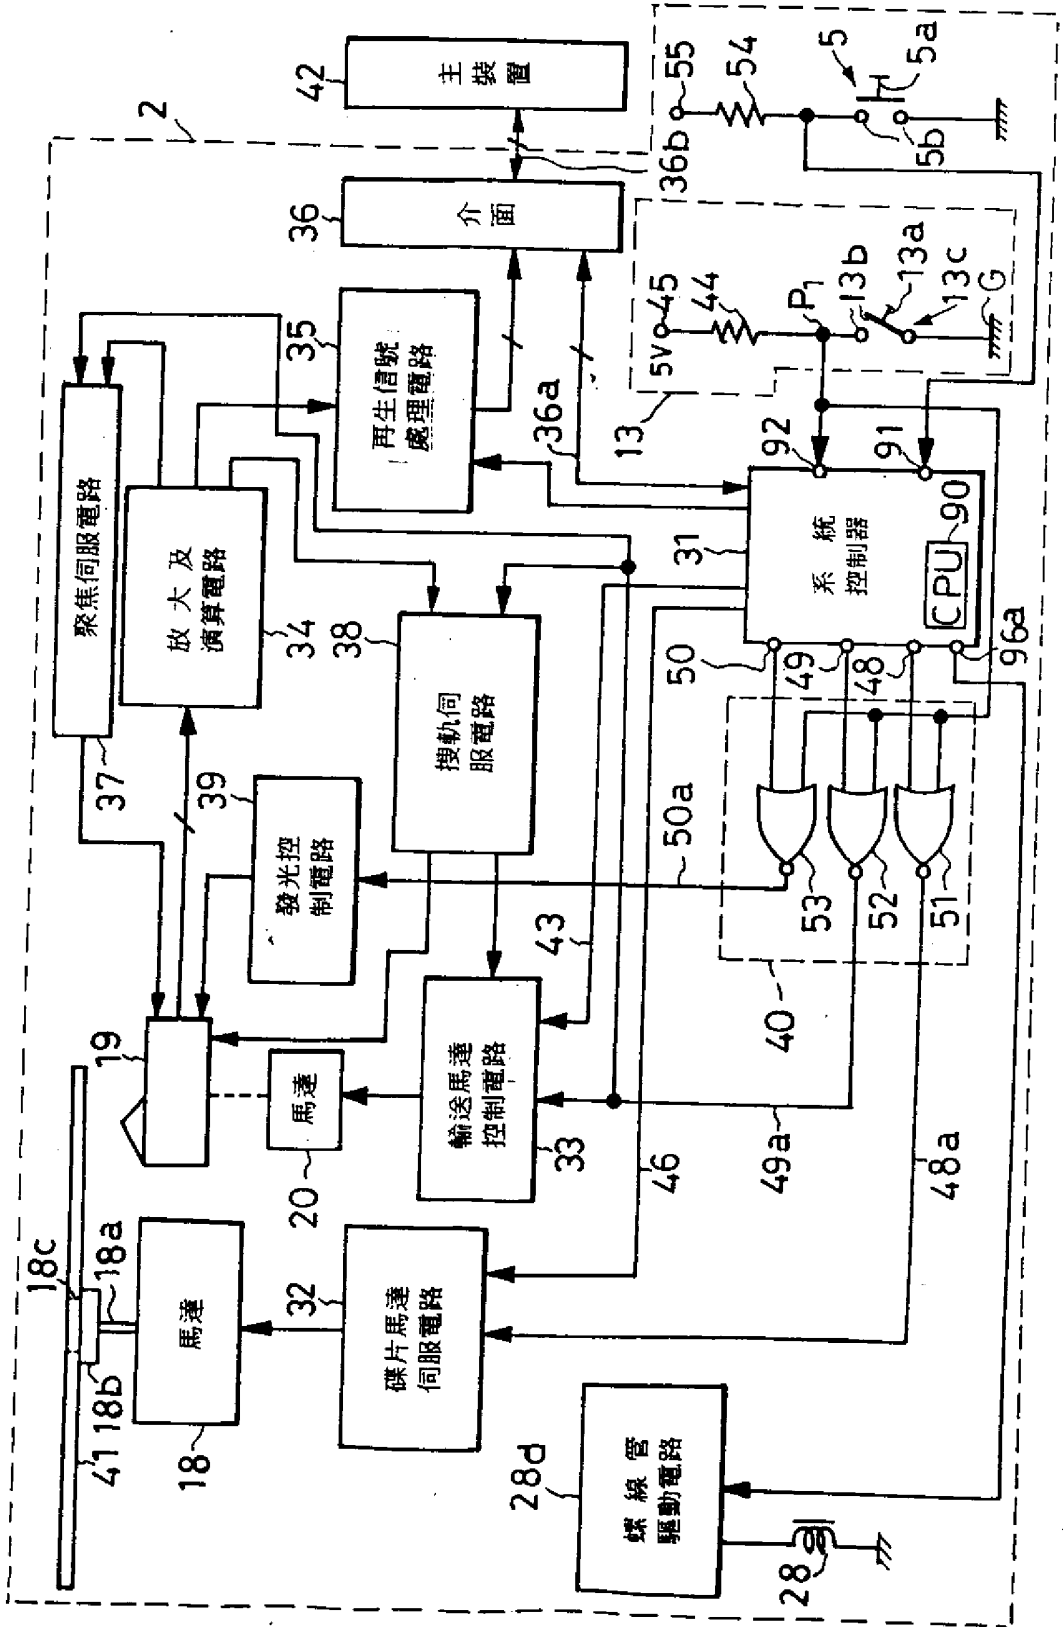 41
18b
18c
18a
18
馬達
19
20
馬達
32
碟片馬達
伺服電路
33
輸送馬達
控制電路
28d
螺線管
驅動電路
28
37
聚焦伺服電路
34
放大及
演算電路
39
發光控
制電路
38
搜軌伺
服電路
35
再生信號
處理電路
36
介面
42
主裝置
2
36a
36b
43
46
49a
48a
50a
40
53
52
51
50
49
48
96a
31
系統
控制器
CPU
90
92
91
13
5V
45
44
P1
13b
13a
13c
G
55
54
5
5a
5b